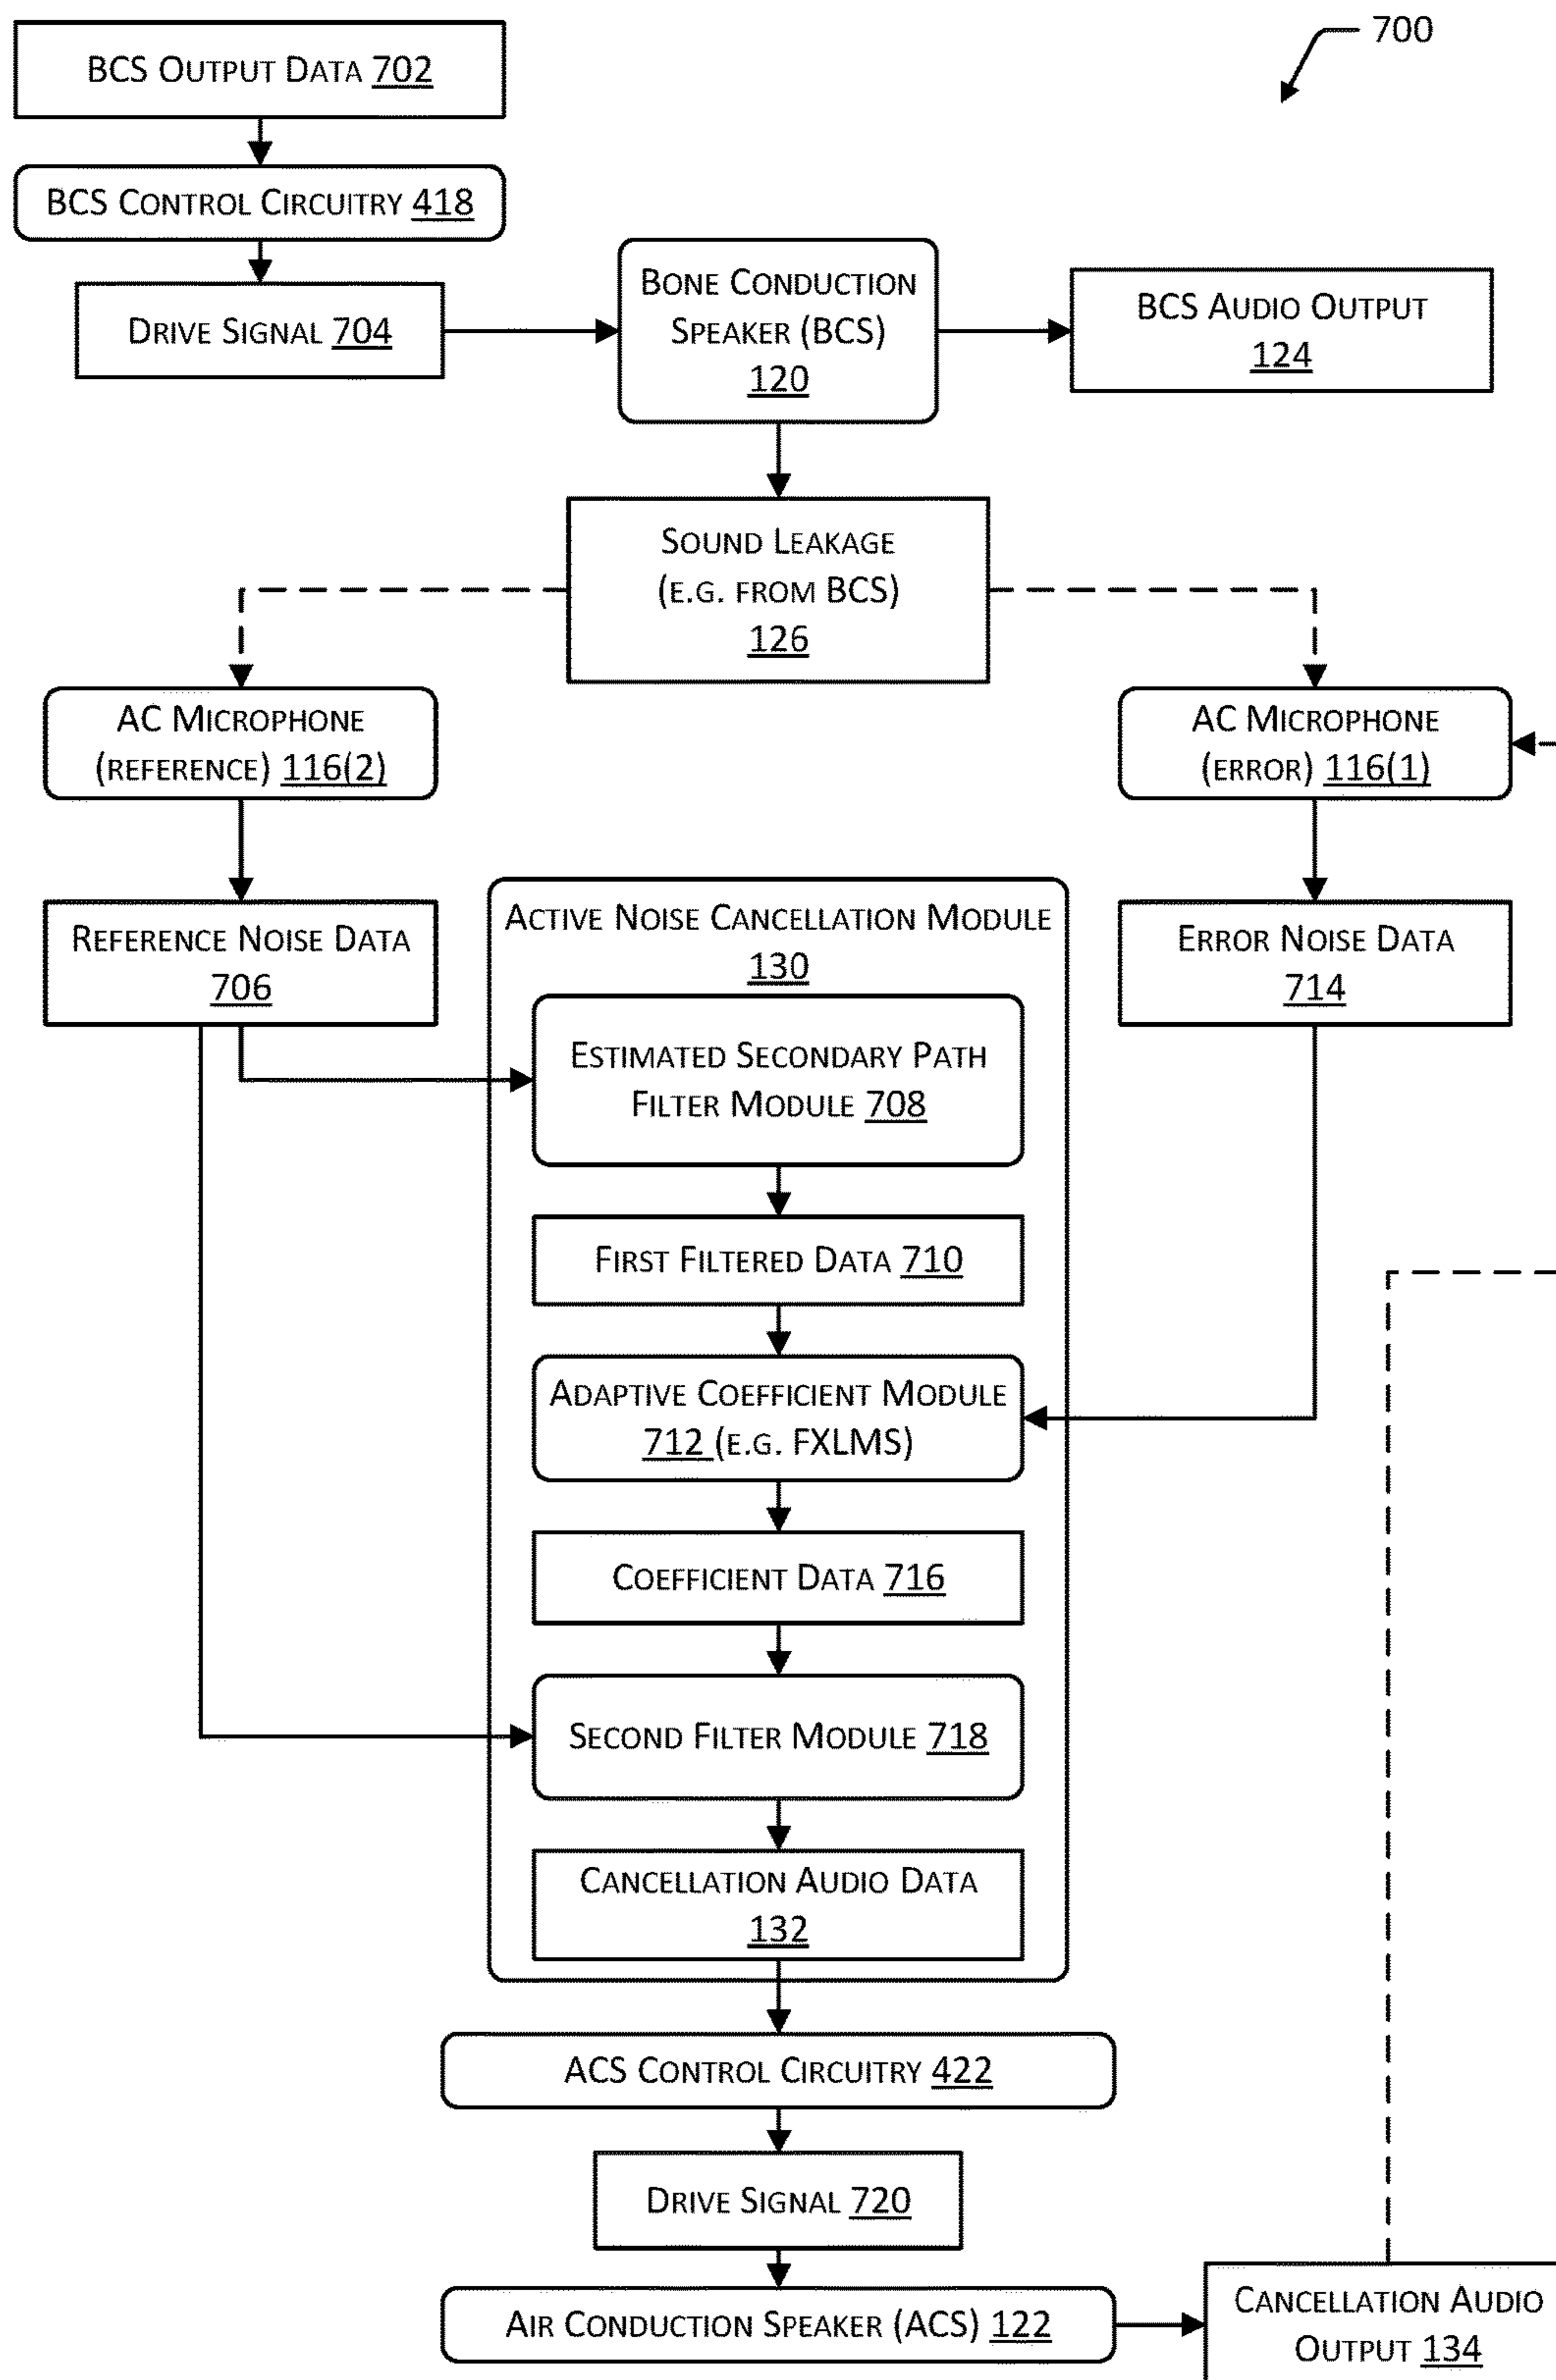 700
BCS OUTPUT DATA 702
BCS CONTROL CIRCUITRY 418
DRIVE SIGNAL 704
BONE CONDUCTION
SPEAKER (BCS)
120
BCS AUDIO OUTPUT
124
SOUND LEAKAGE
(E.G. FROM BCS)
126
AC MICROPHONE
(REFERENCE) 116(2)
AC MICROPHONE
(ERROR) 116(1)
REFERENCE NOISE DATA
706
ACTIVE NOISE CANCELLATION MODULE
130
ERROR NOISE DATA
714
ESTIMATED SECONDARY PATH
FILTER MODULE 708
FIRST FILTERED DATA 710
ADAPTIVE COEFFICIENT MODULE
712 (E.G. FXLMS)
COEFFICIENT DATA 716
SECOND FILTER MODULE 718
CANCELLATION AUDIO DATA
132
ACS CONTROL CIRCUITRY 422
DRIVE SIGNAL 720
AIR CONDUCTION SPEAKER (ACS) 122
CANCELLATION AUDIO
OUTPUT 134